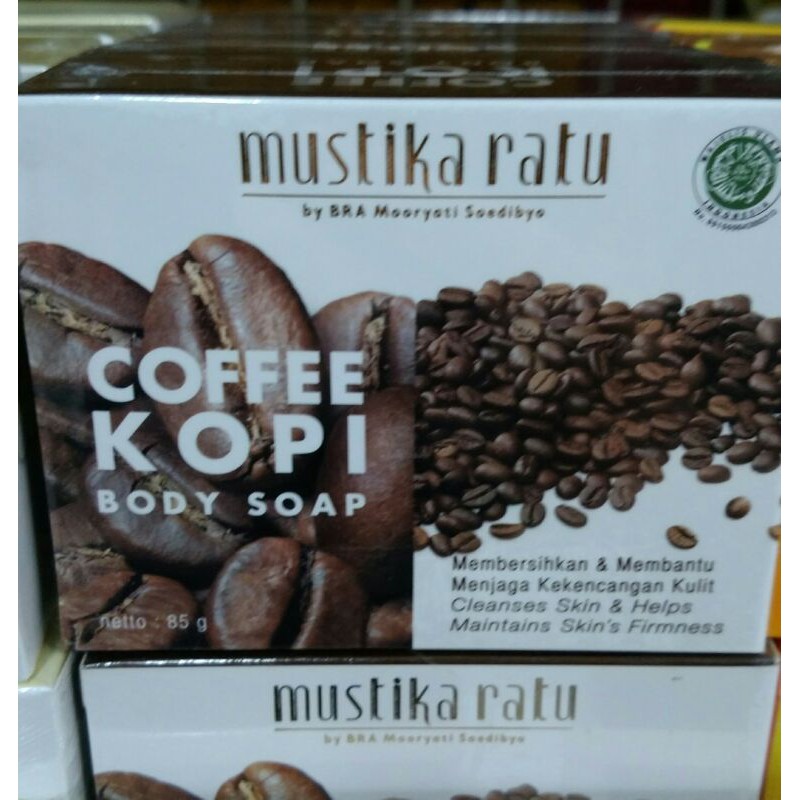 mustika ratu
by BRA Mooryati Soedibyo
COFFEE
KOPI
BODY SOAP
netto : 85 g
Membersihkan & Membantu
Menjaga Kekencangan Kulit
Cleanses Skin & Helps
Maintains Skin's Firmness
INDONESIA
mustika ratu
by BRA Mooryati Soedibyo